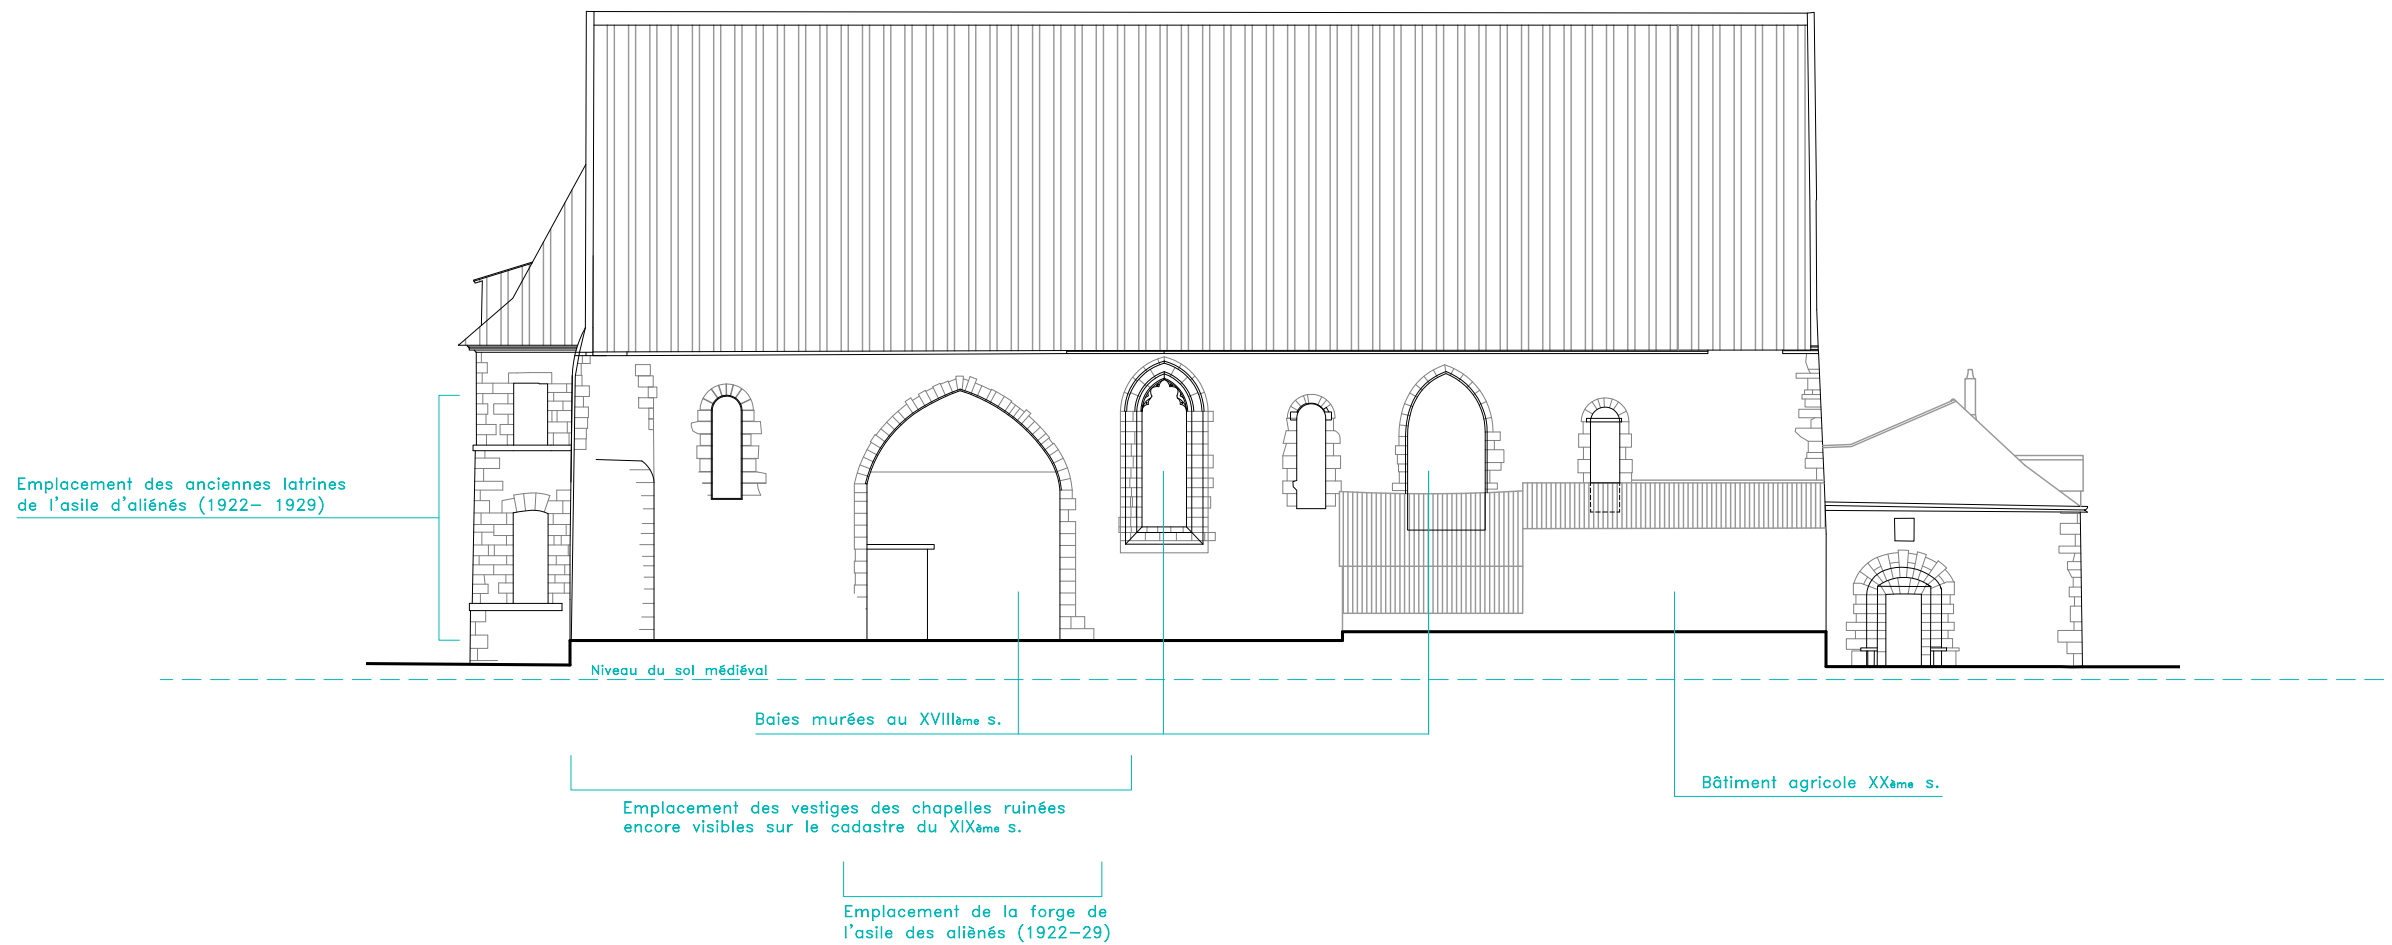 Emplacement des anciennes latrines
de l'asile d'aliénés (1922- 1929)
Niveau du sol médiéval
Baies murées au XVIIIème s.
Bâtiment agricole XXème s.
Emplacement des vestiges des chapelles ruinées
encore visibles sur le cadastre du XIXème s.
Emplacement de la forge de
l'asile des aliènés (1922-29)